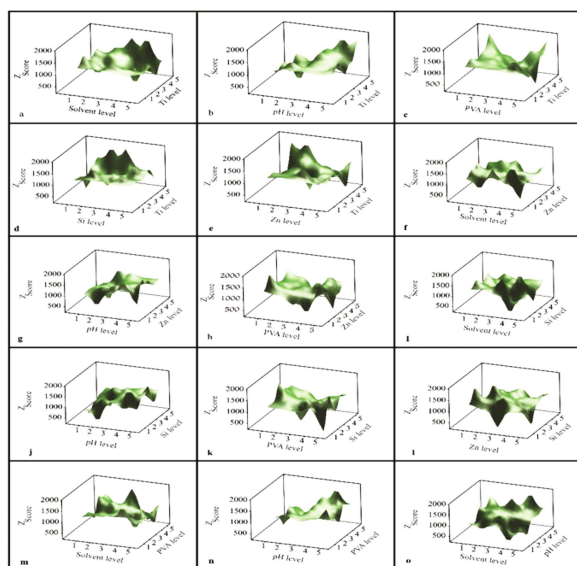 2000 1500 1000 500 Z Score 1 2 3 4 5 Solvent level 1 2 3 4 5 Ti level a
2000 1500 1000 500 Z Score 1 2 3 4 5 pH level 1 2 3 4 5 Ti level b
2000 1500 1000 500 Z Score 1 2 3 4 5 PVA level 1 2 3 4 5 Ti level c
2000 1500 1000 500 Z Score 1 2 3 4 5 Si level 1 2 3 4 5 Ti level d
2000 1500 1000 500 Z Score 1 2 3 4 5 Zn level 1 2 3 4 5 Ti level e
2000 1500 1000 500 Z Score 1 2 3 4 5 Solvent level 1 2 3 4 5 Zn level f
2000 1500 1000 500 Z Score 1 2 3 4 5 pH level 1 2 3 4 5 Zn level g
2000 1500 1000 500 Z Score 1 2 3 4 5 PVA level 1 2 3 4 5 Zn level h
2000 1500 1000 500 Z Score 1 2 3 4 5 Solvent level 1 2 3 4 5 Si level I
2000 1500 1000 500 Z Score 1 2 3 4 5 pH level 1 2 3 4 5 Si level j
2000 1500 1000 500 Z Score 1 2 3 4 5 PVA level 1 2 3 4 5 Si level k
2000 1500 1000 500 Z Score 1 2 3 4 5 Zn level 1 2 3 4 5 Si level l
2000 1500 1000 500 Z Score 1 2 3 4 5 Solvent level 1 2 3 4 5 PVA level m
2000 1500 1000 500 Z Score 1 2 3 4 5 pH level 1 2 3 4 5 PVA level n
2000 1500 1000 500 Z Score 1 2 3 4 5 Solvent level 1 2 3 4 5 pH level o